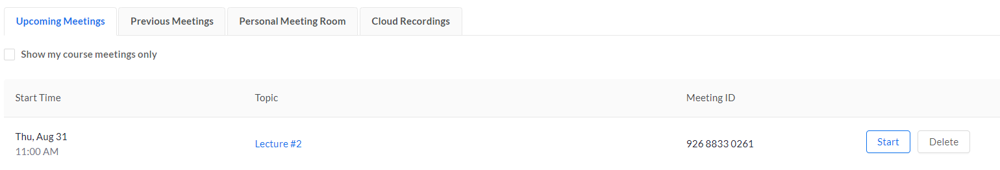 Upcoming Meetings Previous Meetings Personal Meeting Room Cloud Recordings
Show my course meetings only
Start Time Topic Meeting ID
Thu, Aug 31
11:00 AM
Lecture #2
926 8833 0261
Start Delete